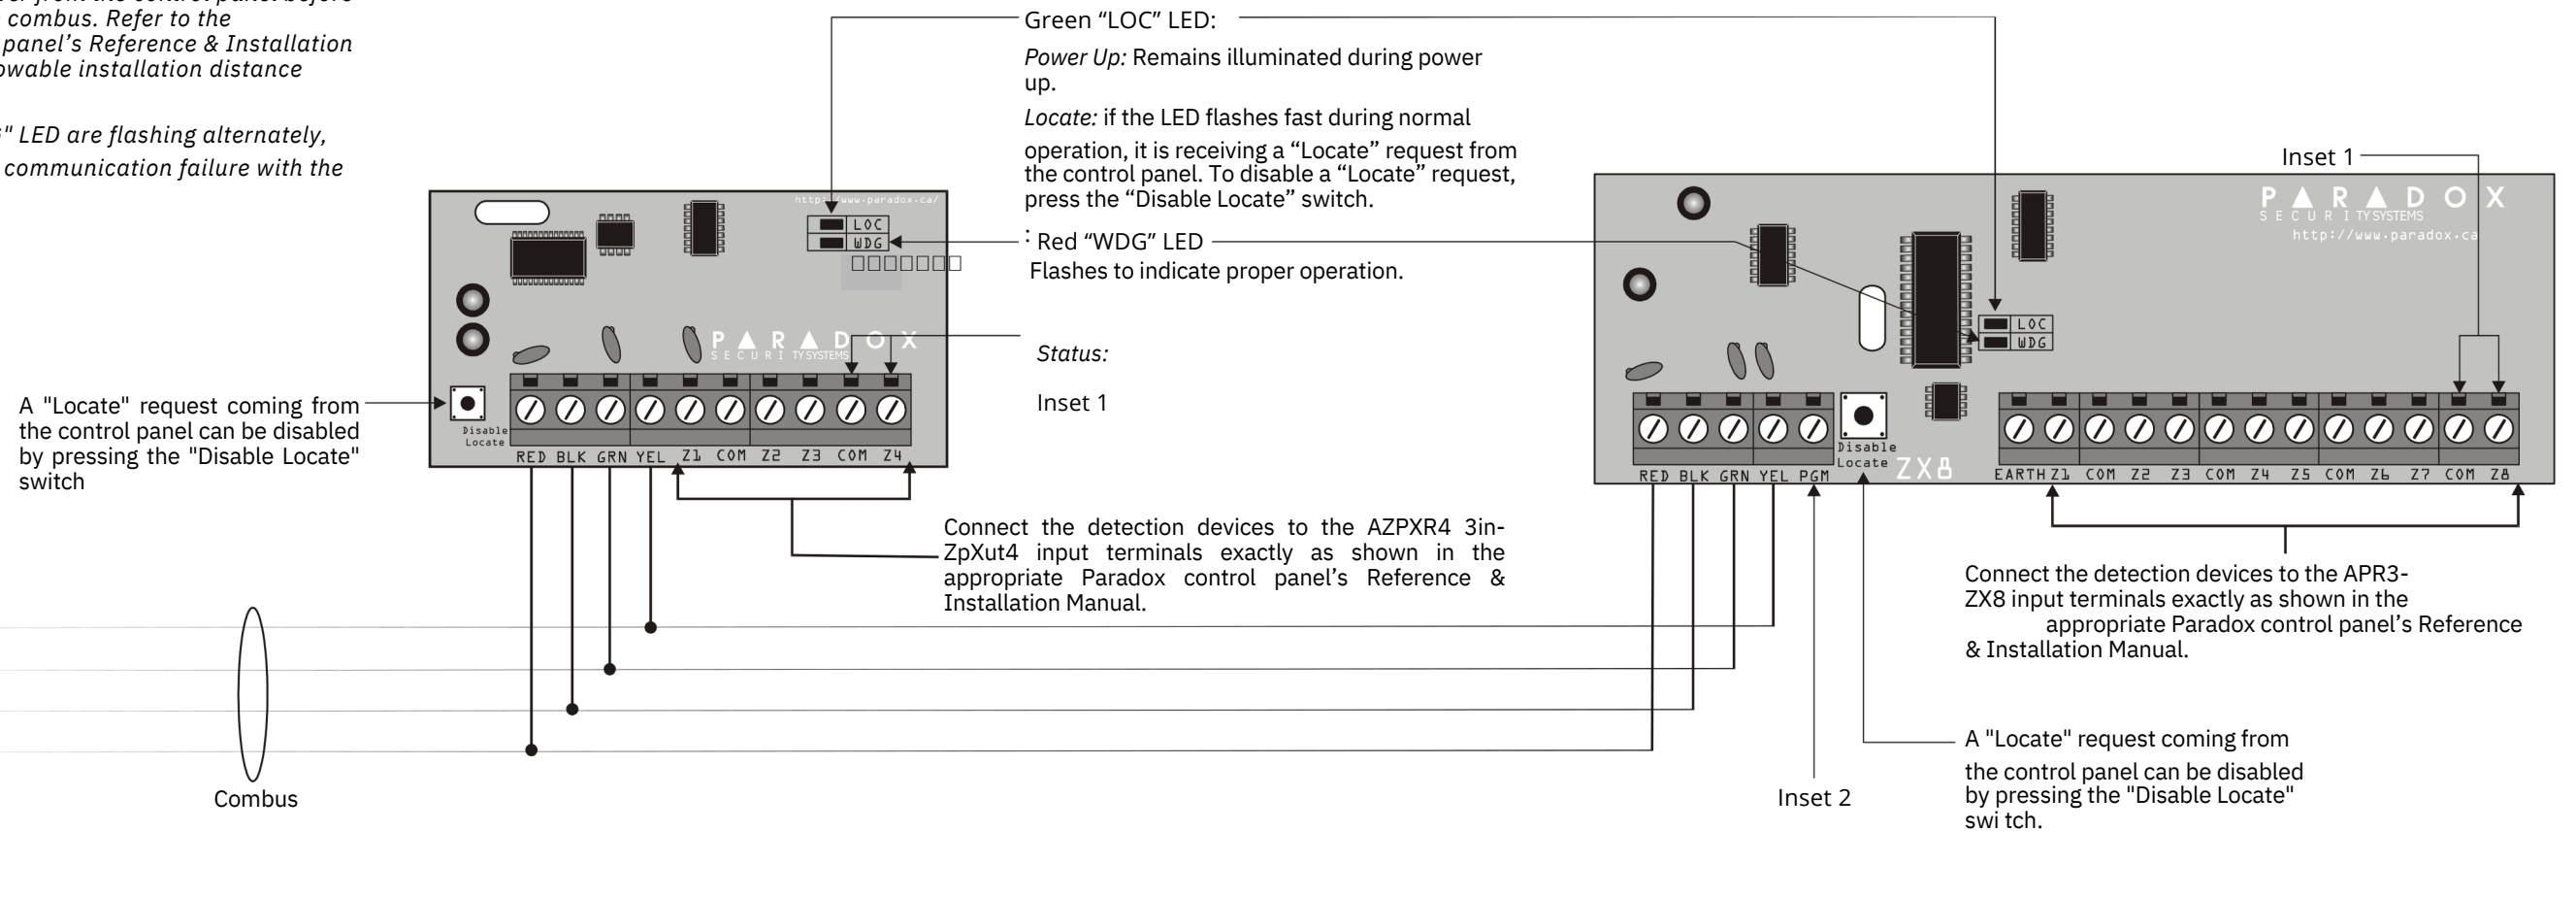 combus. Refer to the
panel's Reference & Installation
owable installation distance
" LED are flashing alternately,
communication failure with the
Green “LOC” LED:
Power Up: Remains illuminated during power
up.
Locate: if the LED flashes fast during normal
operation, it is receiving a “Locate” request from
the control panel. To disable a “Locate” request,
press the “Disable Locate” switch.
: Red “WDG” LED
Flashes to indicate proper operation.
Status:
Inset 1
http://www.paradox.ca/
LOC
WDG
PARADOX
SECURITY SYSTEMS
A "Locate" request coming from
the control panel can be disabled
by pressing the "Disable Locate"
switch
Disable
Locate
RED BLK GRN YEL Z1 COM Z2 Z3 COM Z4
Connect the detection devices to the AZPXR4 3in-
ZpXut4 input terminals exactly as shown in the
appropriate Paradox control panel’s Reference &
Installation Manual.
Combus
Inset 1
PARADOX
SECURITY SYSTEMS
http://www.paradox.ca
LOC
WDG
Disable
Locate
ZX8
RED BLK GRN YEL PGM
EARTH Z1 COM Z2 Z3 COM Z4 Z5 COM Z6 Z7 COM Z8
Connect the detection devices to the APR3-
ZX8 input terminals exactly as shown in the
appropriate Paradox control panel’s Reference
& Installation Manual.
Inset 2
A "Locate" request coming from
the control panel can be disabled
by pressing the "Disable Locate"
swi tch.